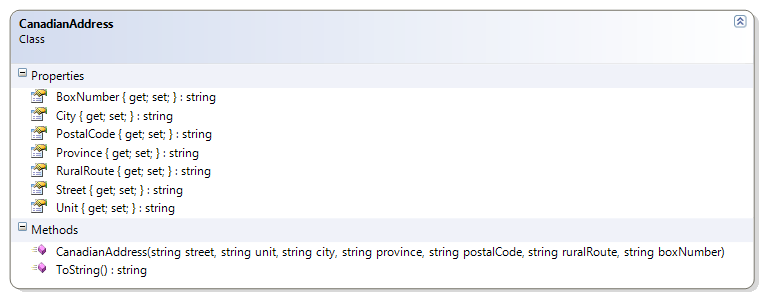 CanadianAddress
Class
Properties
BoxNumber { get; set; } : string
City { get; set; } : string
PostalCode { get; set; } : string
Province { get; set; } : string
RuralRoute { get; set; } : string
Street { get; set; } : string
Unit { get; set; } : string
Methods
CanadianAddress(string street, string unit, string city, string province, string postalCode, string ruralRoute, string boxNumber)
ToString() : string